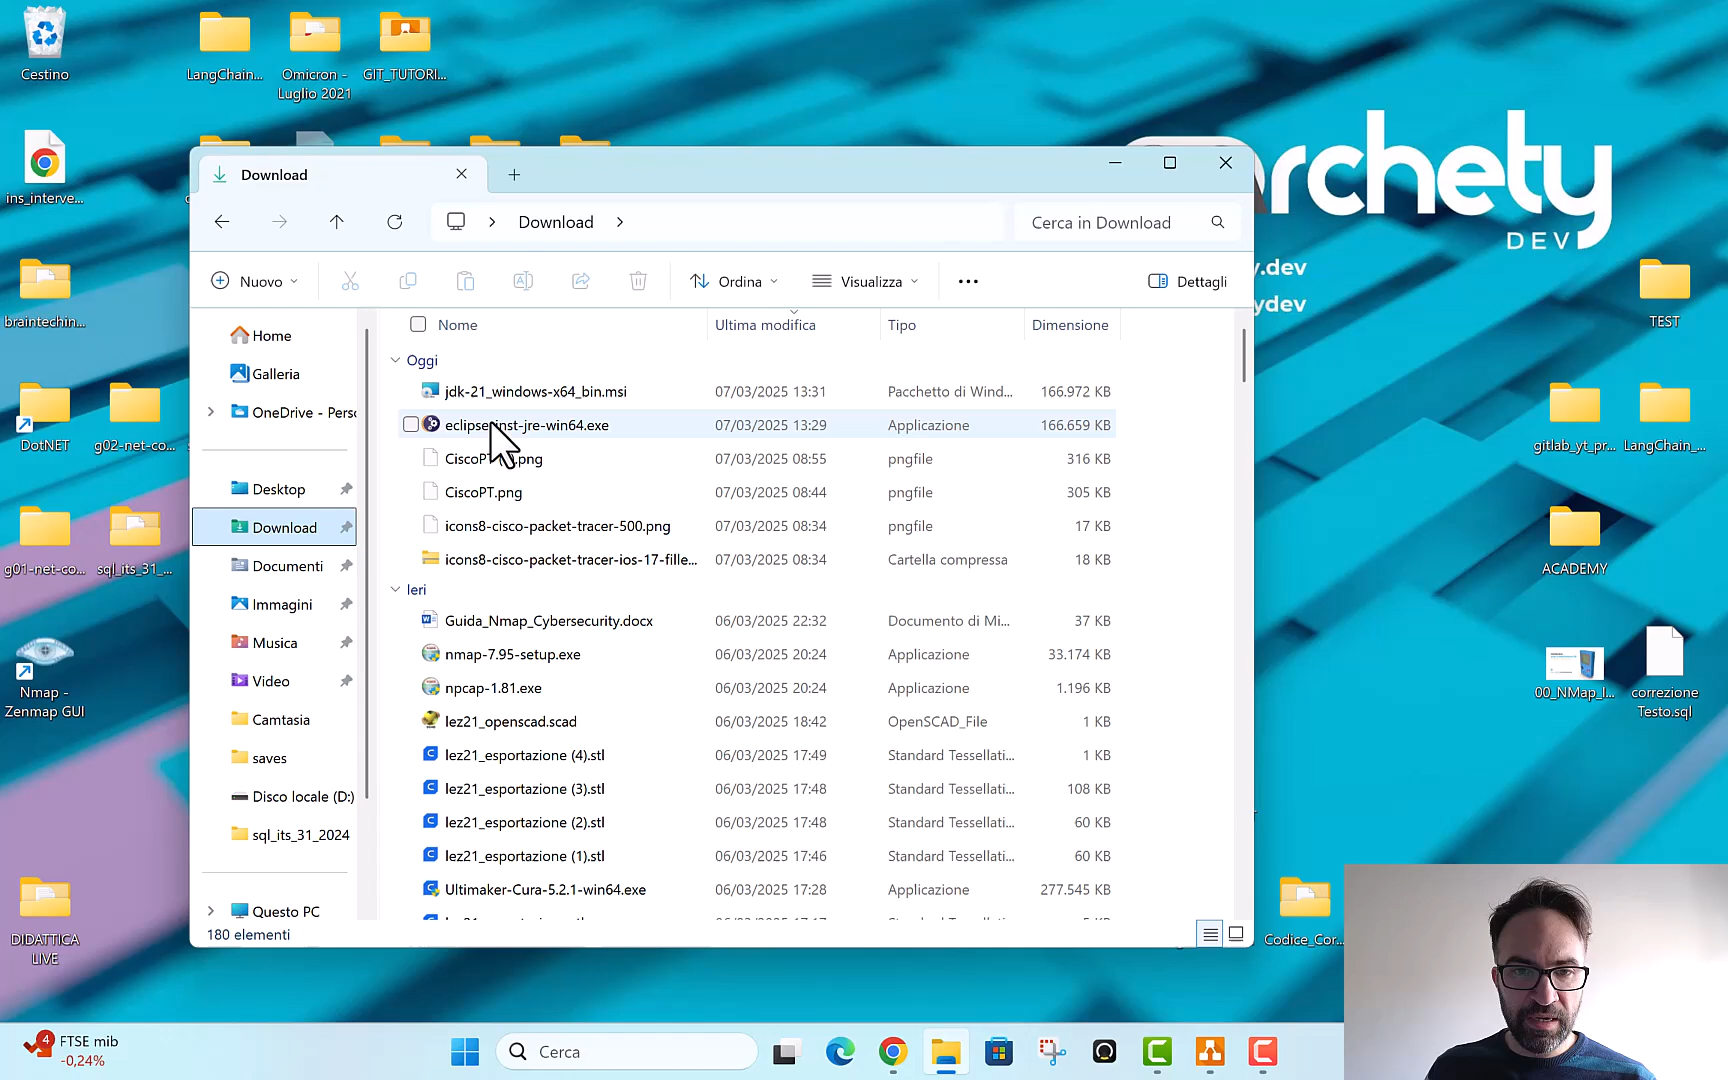 Cestino
LangChain...
Omicron -
Luglio 2021
GIT_TUTORI...
ins_interve...
braintechin...
DotNET
g02-net-co...
g01-net-co...
sql_its_31_...
Nmap -
Zenmap GUI
DIDATTICA
LIVE
archety
DEV
y.dev
ydev
TEST
gitlab_yt_pr...
LangChain_...
ACADEMY
00_NMap_I...
correzione
Testo.sql
Codice_Cor...
Download
Download
Cerca in Download
Nuovo
Ordina
Visualizza
Dettagli
Home
Galleria
OneDrive - Perso
Desktop
Download
Documenti
Immagini
Musica
Video
Camtasia
saves
Disco locale (D:)
sql_its_31_2024
Questo PC
Nome Ultima modifica Tipo Dimensione
Oggi
jdk-21_windows-x64_bin.msi 07/03/2025 13:31 Pacchetto di Wind... 166.972 KB
eclipse-inst-jre-win64.exe 07/03/2025 13:29 Applicazione 166.659 KB
.png 07/03/2025 08:55 pngfile 316 KB
CiscoPT.png 07/03/2025 08:44 pngfile 305 KB
icons8-cisco-packet-tracer-500.png 07/03/2025 08:34 pngfile 17 KB
icons8-cisco-packet-tracer-ios-17-fille... 07/03/2025 08:34 Cartella compressa 18 KB
Ieri
Guida_Nmap_Cybersecurity.docx 06/03/2025 22:32 Documento di Mi... 37 KB
nmap-7.95-setup.exe 06/03/2025 20:24 Applicazione 33.174 KB
npcap-1.81.exe 06/03/2025 20:24 Applicazione 1.196 KB
lez21_openscad.scad 06/03/2025 18:42 OpenSCAD_File 1 KB
lez21_esportazione (4).stl 06/03/2025 17:49 Standard Tessellati... 1 KB
lez21_esportazione (3).stl 06/03/2025 17:48 Standard Tessellati... 108 KB
lez21_esportazione (2).stl 06/03/2025 17:48 Standard Tessellati... 60 KB
lez21_esportazione (1).stl 06/03/2025 17:46 Standard Tessellati... 60 KB
Ultimaker-Cura-5.2.1-win64.exe 06/03/2025 17:28 Applicazione 277.545 KB
180 elementi
4
FTSE mib
-0,24%
Cerca